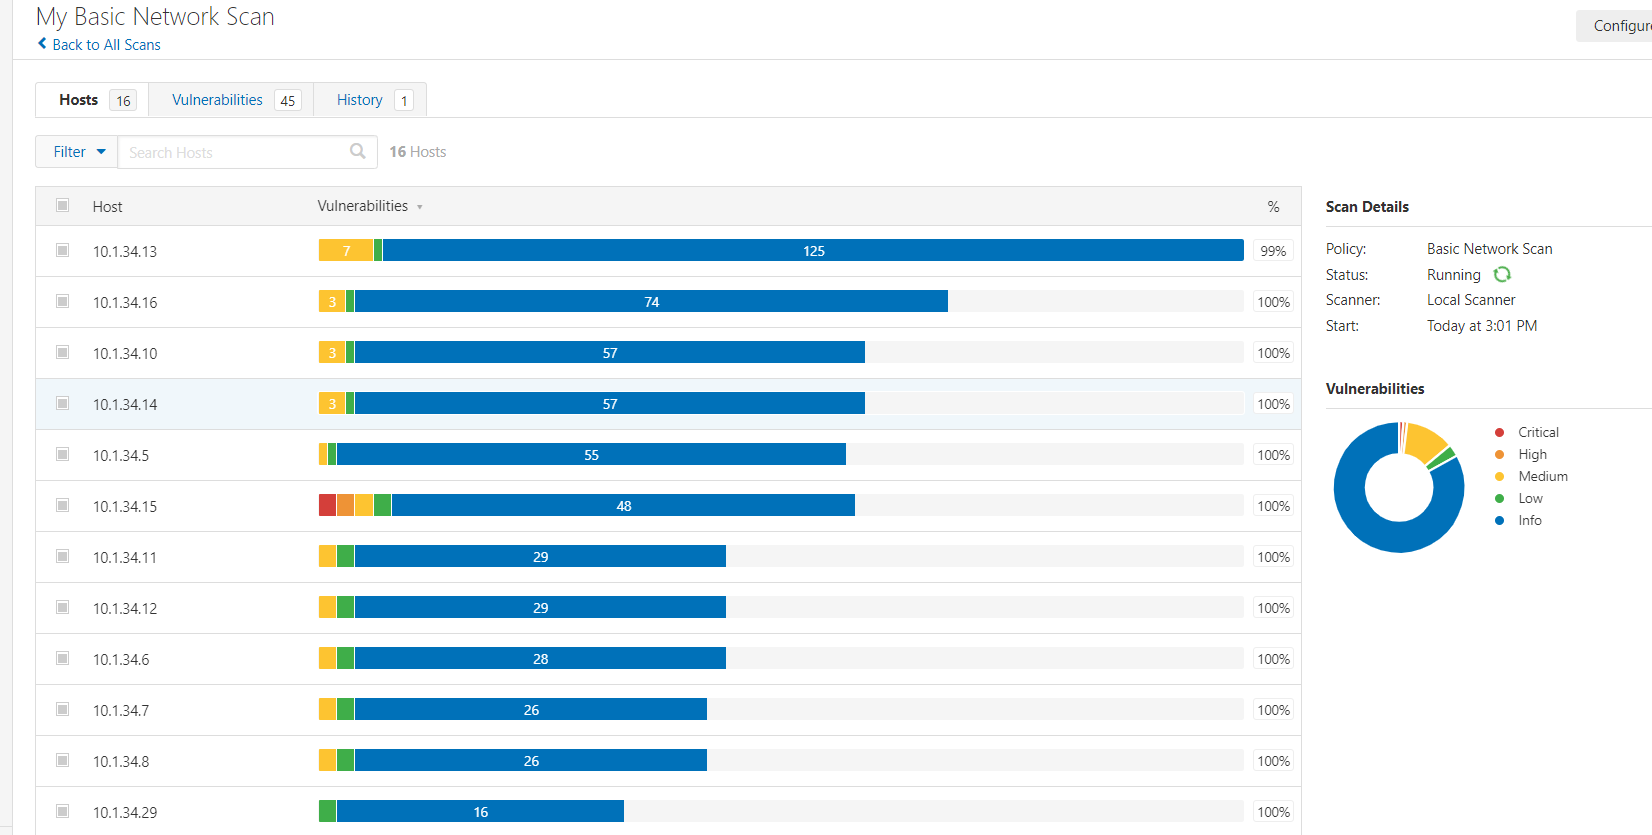 My Basic Network Scan
Back to All Scans
Configure
Hosts 16 Vulnerabilities 45 History 1
Filter Search Hosts 16 Hosts
Host Vulnerabilities %
10.1.34.13 7 125 99%
10.1.34.16 3 74 100%
10.1.34.10 3 57 100%
10.1.34.14 3 57 100%
10.1.34.5 55 100%
10.1.34.15 48 100%
10.1.34.11 29 100%
10.1.34.12 29 100%
10.1.34.6 28 100%
10.1.34.7 26 100%
10.1.34.8 26 100%
10.1.34.29 16 100%
Scan Details
Policy: Basic Network Scan
Status: Running
Scanner: Local Scanner
Start: Today at 3:01 PM
Vulnerabilities
Critical
High
Medium
Low
Info